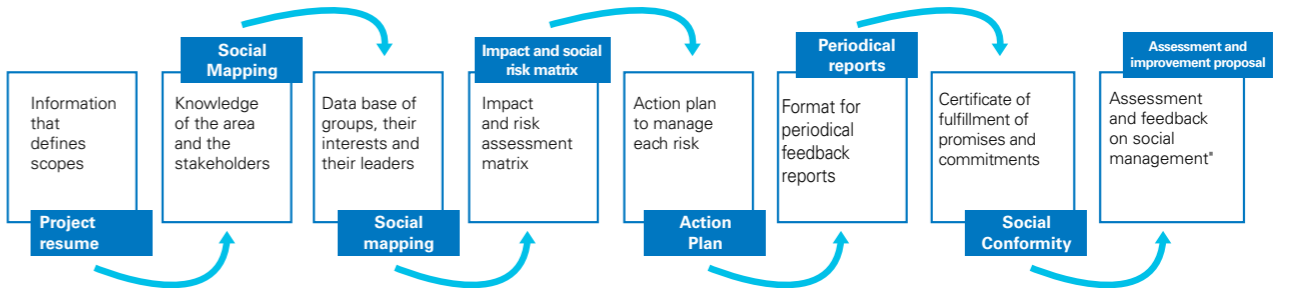 Information
that
defines
scopes
Project
resume
Social
Mapping
Knowledge
of the area
and the
stakeholders
Data base of
groups, their
interests and
their leaders
Social
mapping
Impact and social
risk matrix
Impact
and risk
assessment
matrix
Action plan
to manage
each risk
Action
Plan
Periodical
reports
Format for
periodical
feedback
reports
Certificate of
fulfillment of
promises and
commitments
Social
Conformity
Assessment and
improvement proposal
Assessment
and feedback
on social
management*